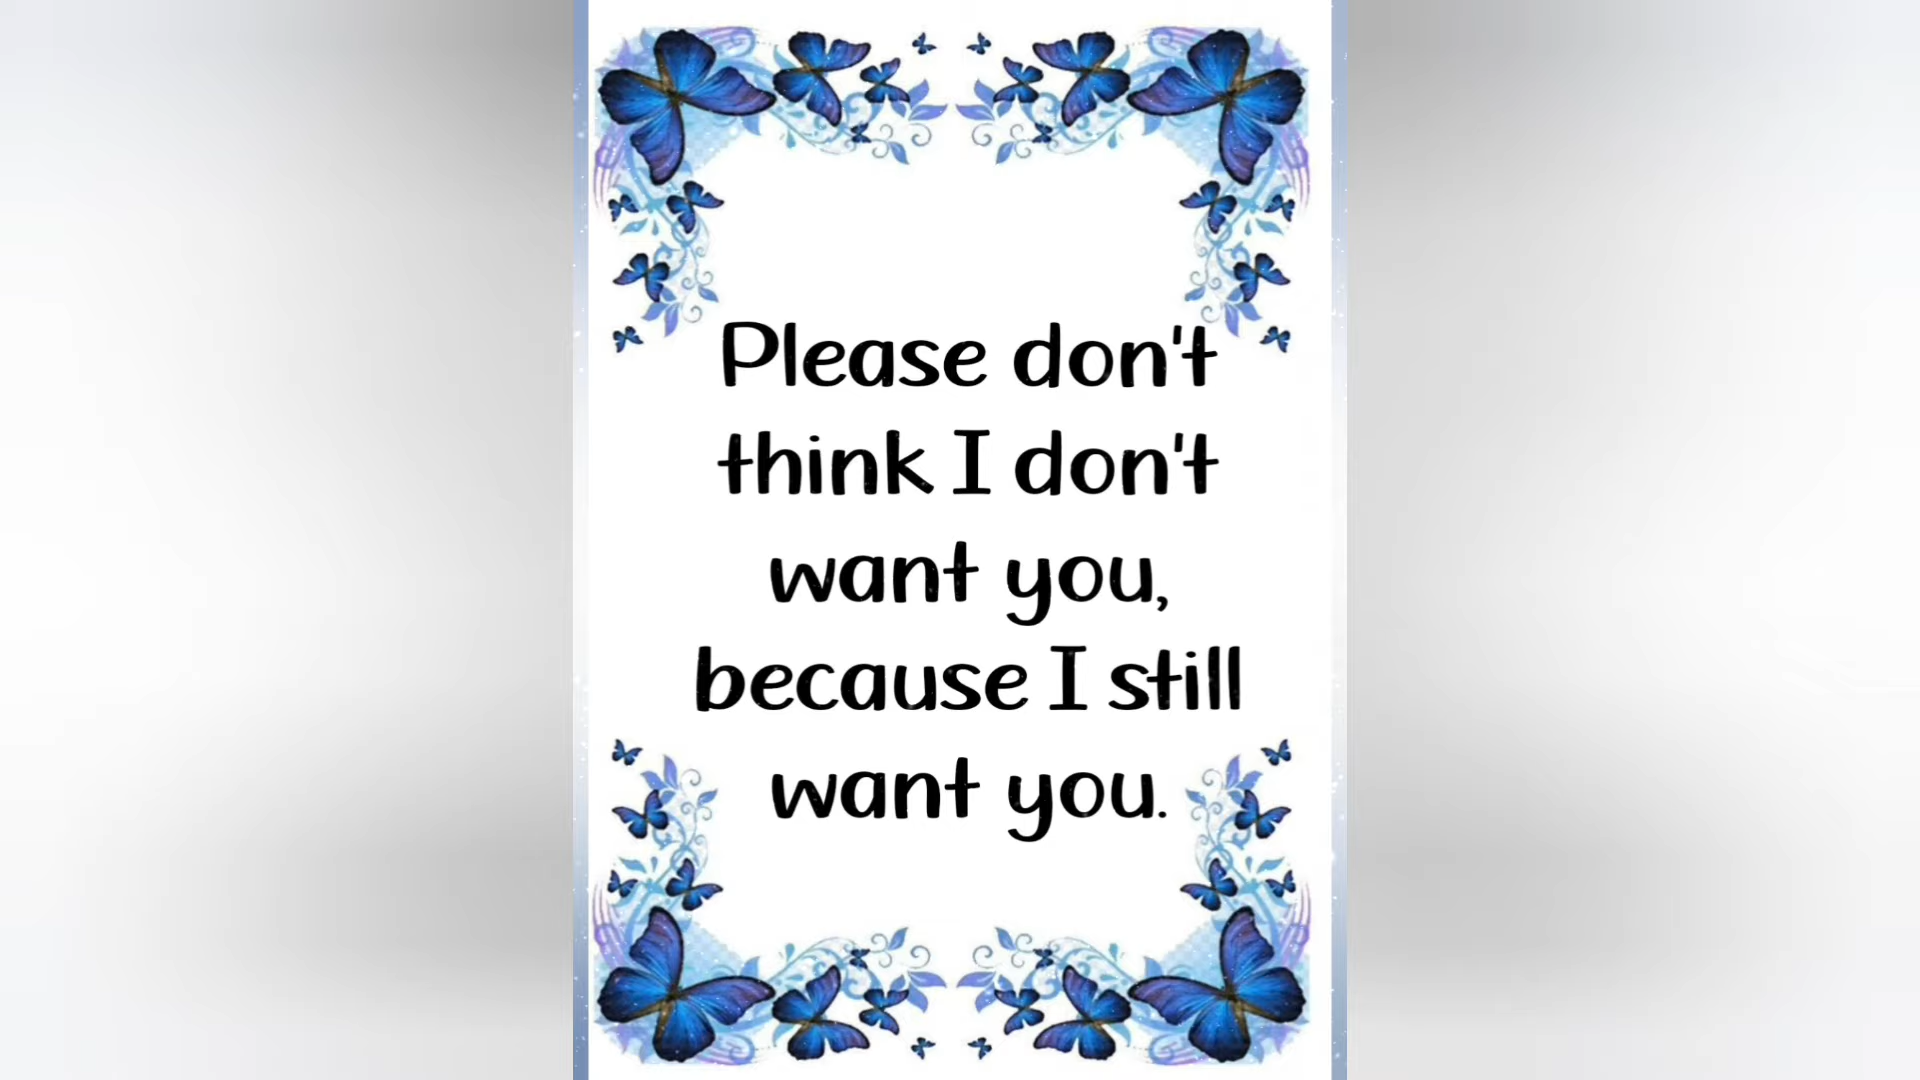 Please don't
think I don't
want you,
because I still
want you.